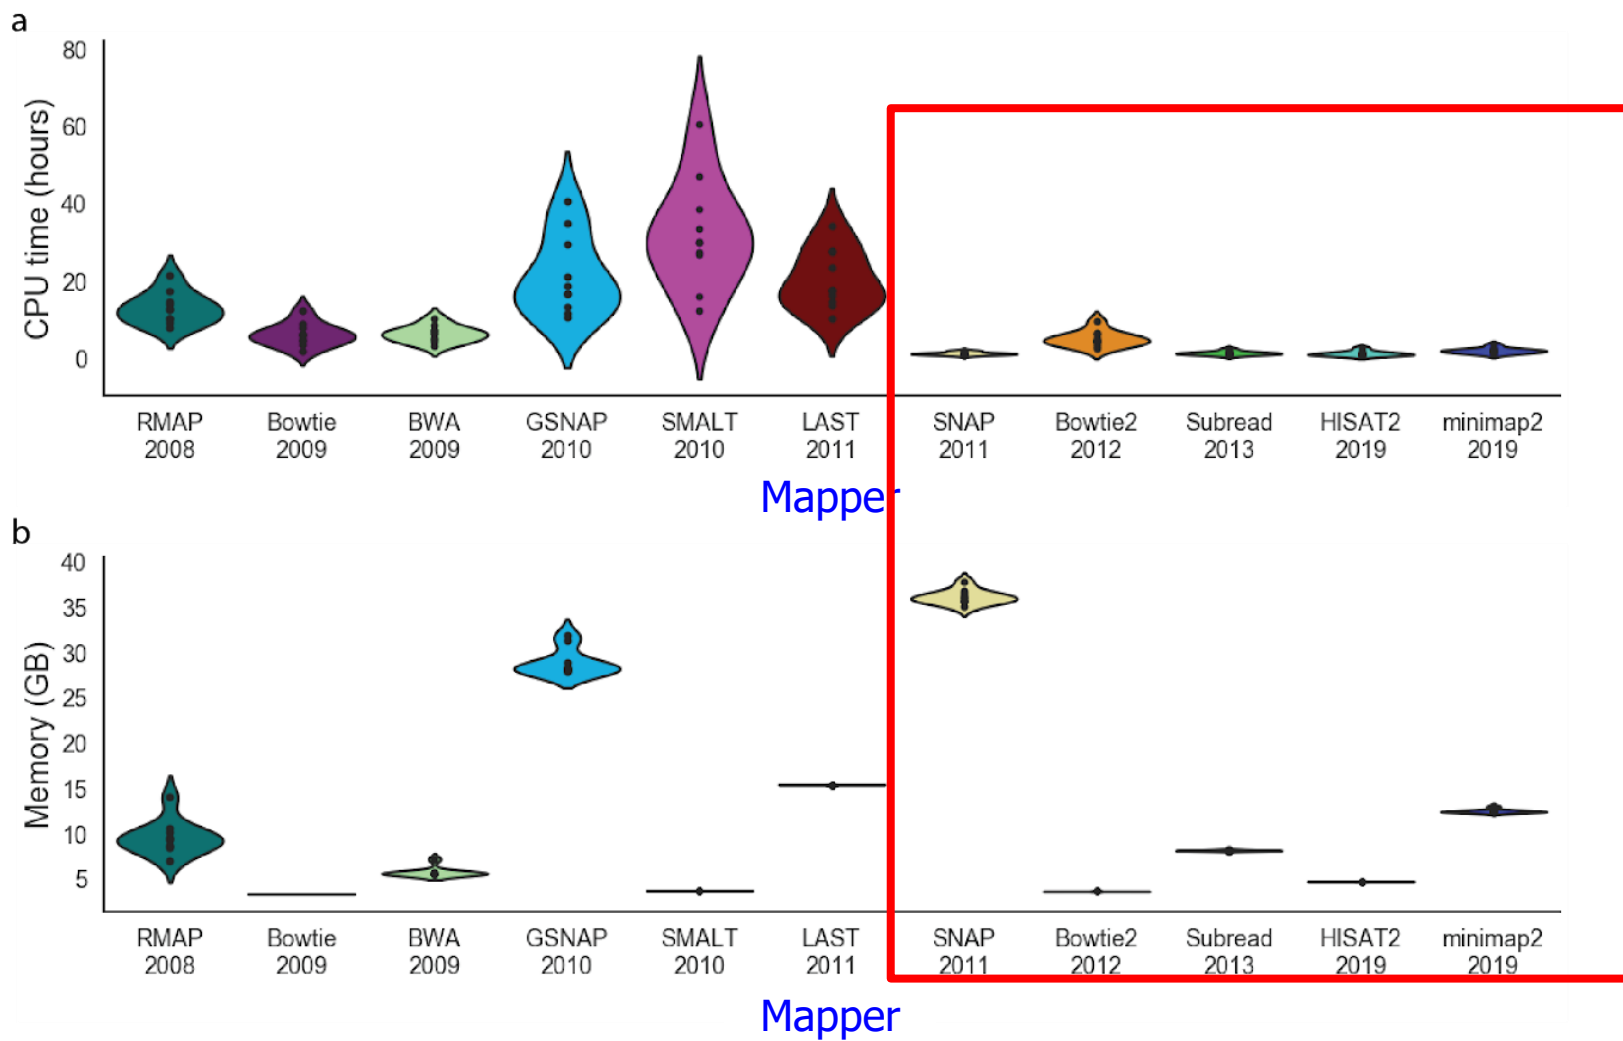 a
80
60
40
20
0
CPU time (hours)
RMAP Bowtie BWA GSNAP SMALT LAST SNAP Bowtie2 Subread HISAT2 minimap2
2008 2009 2009 2010 2010 2011 2011 2012 2013 2019 2019
Mapper
b
40
35
30
25
20
15
10
5
Memory (GB)
RMAP Bowtie BWA GSNAP SMALT LAST SNAP Bowtie2 Subread HISAT2 minimap2
2008 2009 2009 2010 2010 2011 2011 2012 2013 2019 2019
Mapper